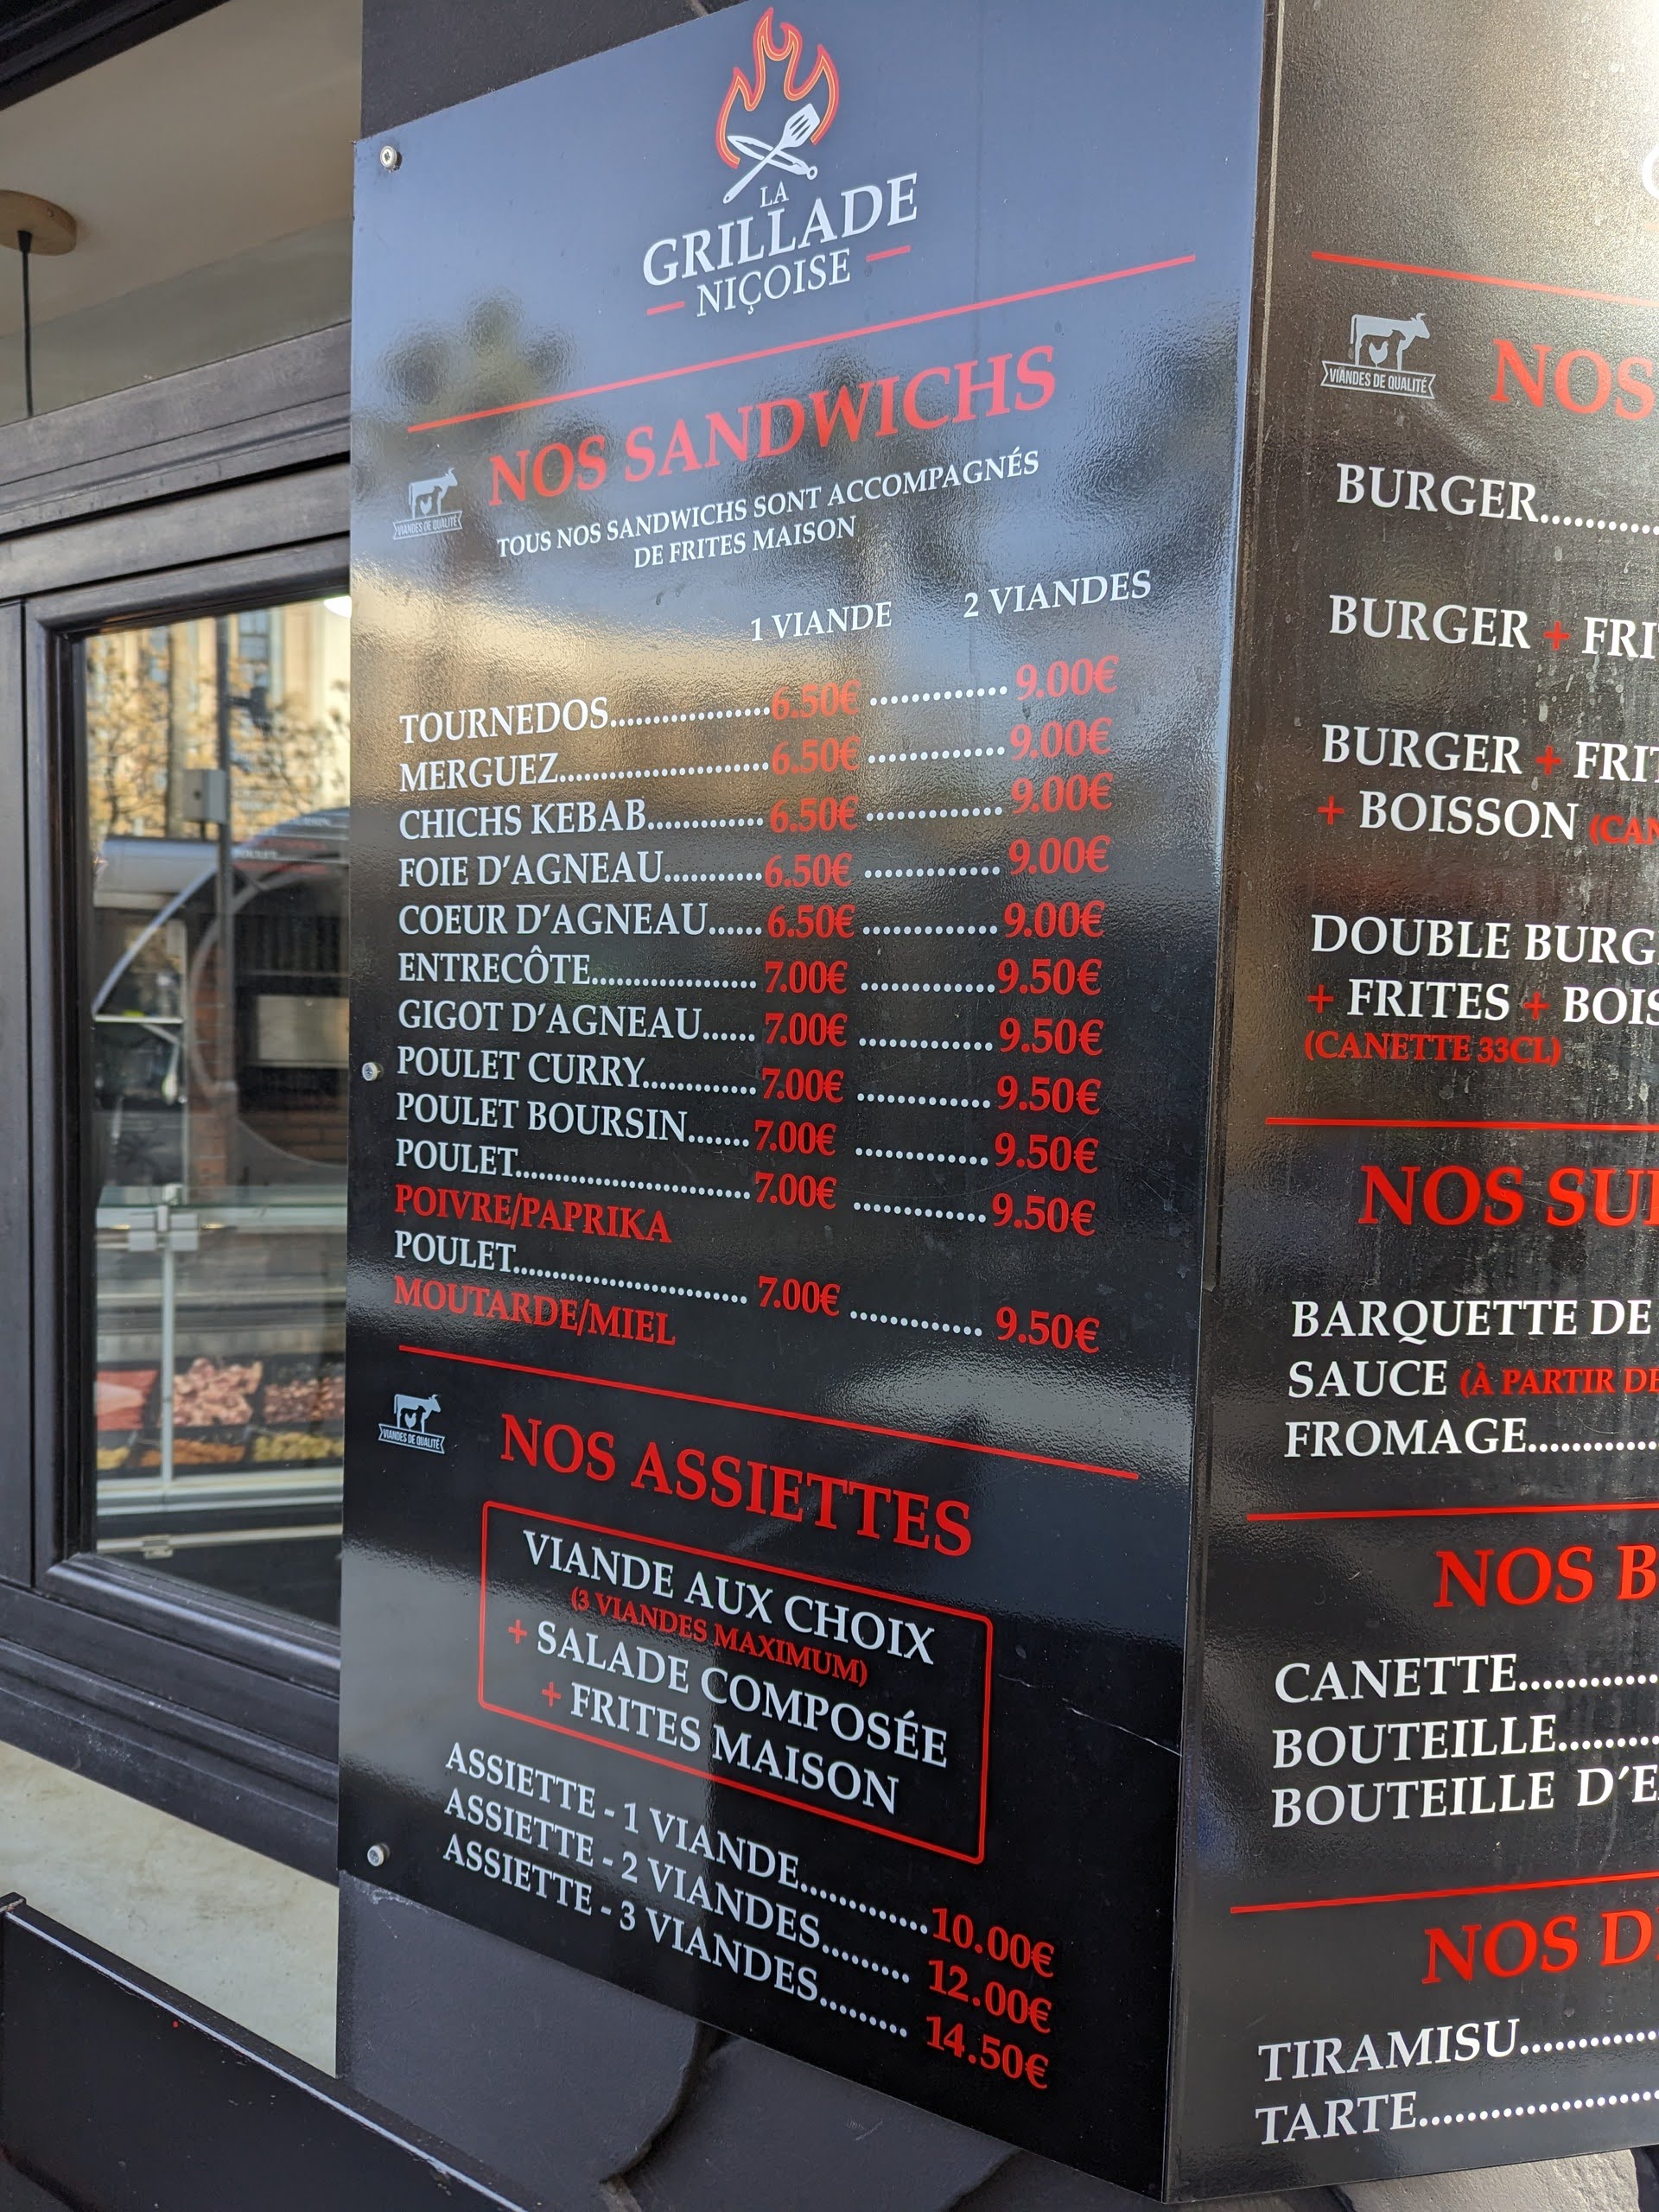 LA
GRILLADE
NIÇOISE
NOS SANDWICHS
VIANDES DE QUALITÉ
TOUS NOS SANDWICHS SONT ACCOMPAGNÉS
DE FRITES MAISON
1 VIANDE 2 VIANDES
TOURNEDOS....................6.50€ ............. 9.00€
MERGUEZ..........................6.50€ .............9.00€
CHICHS KEBAB..............6.50€ .............9.00€
FOIE D'AGNEAU............6.50€ .............9.00€
COEUR D'AGNEAU......6.50€ .............9.00€
ENTRECÔTE....................7.00€ .............9.50€
GIGOT D'AGNEAU......7.00€ .............9.50€
POULET CURRY..............7.00€ .............9.50€
POULET BOURSIN.......7.00€ .............9.50€
POULET.............................7.00€ .............9.50€
POIVRE/PAPRIKA
POULET............................. 7.00€ ............. 9.50€
MOUTARDE/MIEL
VIANDES DE QUALITÉ
NOS ASSIETTES
VIANDE AUX CHOIX
(3 VIANDES MAXIMUM)
+ SALADE COMPOSÉE
+ FRITES MAISON
ASSIETTE - 1 VIANDE.............10.00€
ASSIETTE - 2 VIANDES......... 12.00€
ASSIETTE - 3 VIANDES......... 14.50€
VIANDES DE QUALITÉ
NOS
BURGER............
BURGER + FRI
BURGER + FRIT
+ BOISSON (CAN
DOUBLE BURG
+ FRITES + BOIS
(CANETTE 33CL)
NOS SU
BARQUETTE DE
SAUCE (À PARTIR DE
FROMAGE............
NOS B
CANETTE.............
BOUTEILLE.........
BOUTEILLE D'E
NOS D
TIRAMISU............
TARTE....................